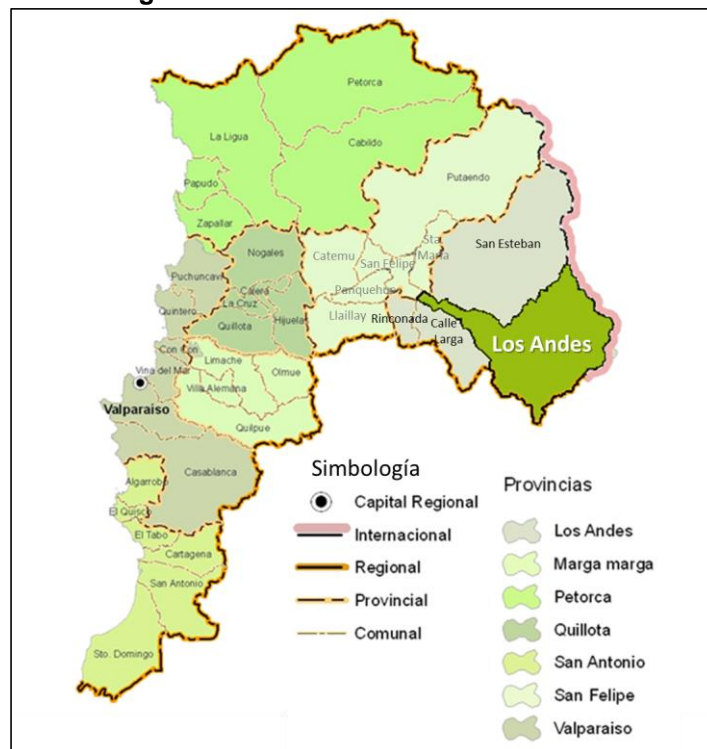 Petorca
La Ligua
Cabildo
Papudo
Putaendo
Zapallar
San Esteban
Sta.
María
Nogales
Catemu
San Felipe
Puchuncaví
Calera
Panquehue
La Cruz
Quintero
Hijuelas
Llaillay
Rinconada
Calle
Larga
Quillota
Los Andes
Con Con
Limache
Olmue
Vina del Mar
Villa Alemana
Valparaiso
Quilpue
Casablanca
Algarrobo
El Quisco
El Tabo
Cartagena
San Antonio
Sto. Domingo
Simbología
Capital Regional
Internacional
Regional
Provincial
Comunal
Provincias
Los Andes
Marga marga
Petorca
Quillota
San Antonio
San Felipe
Valparaiso